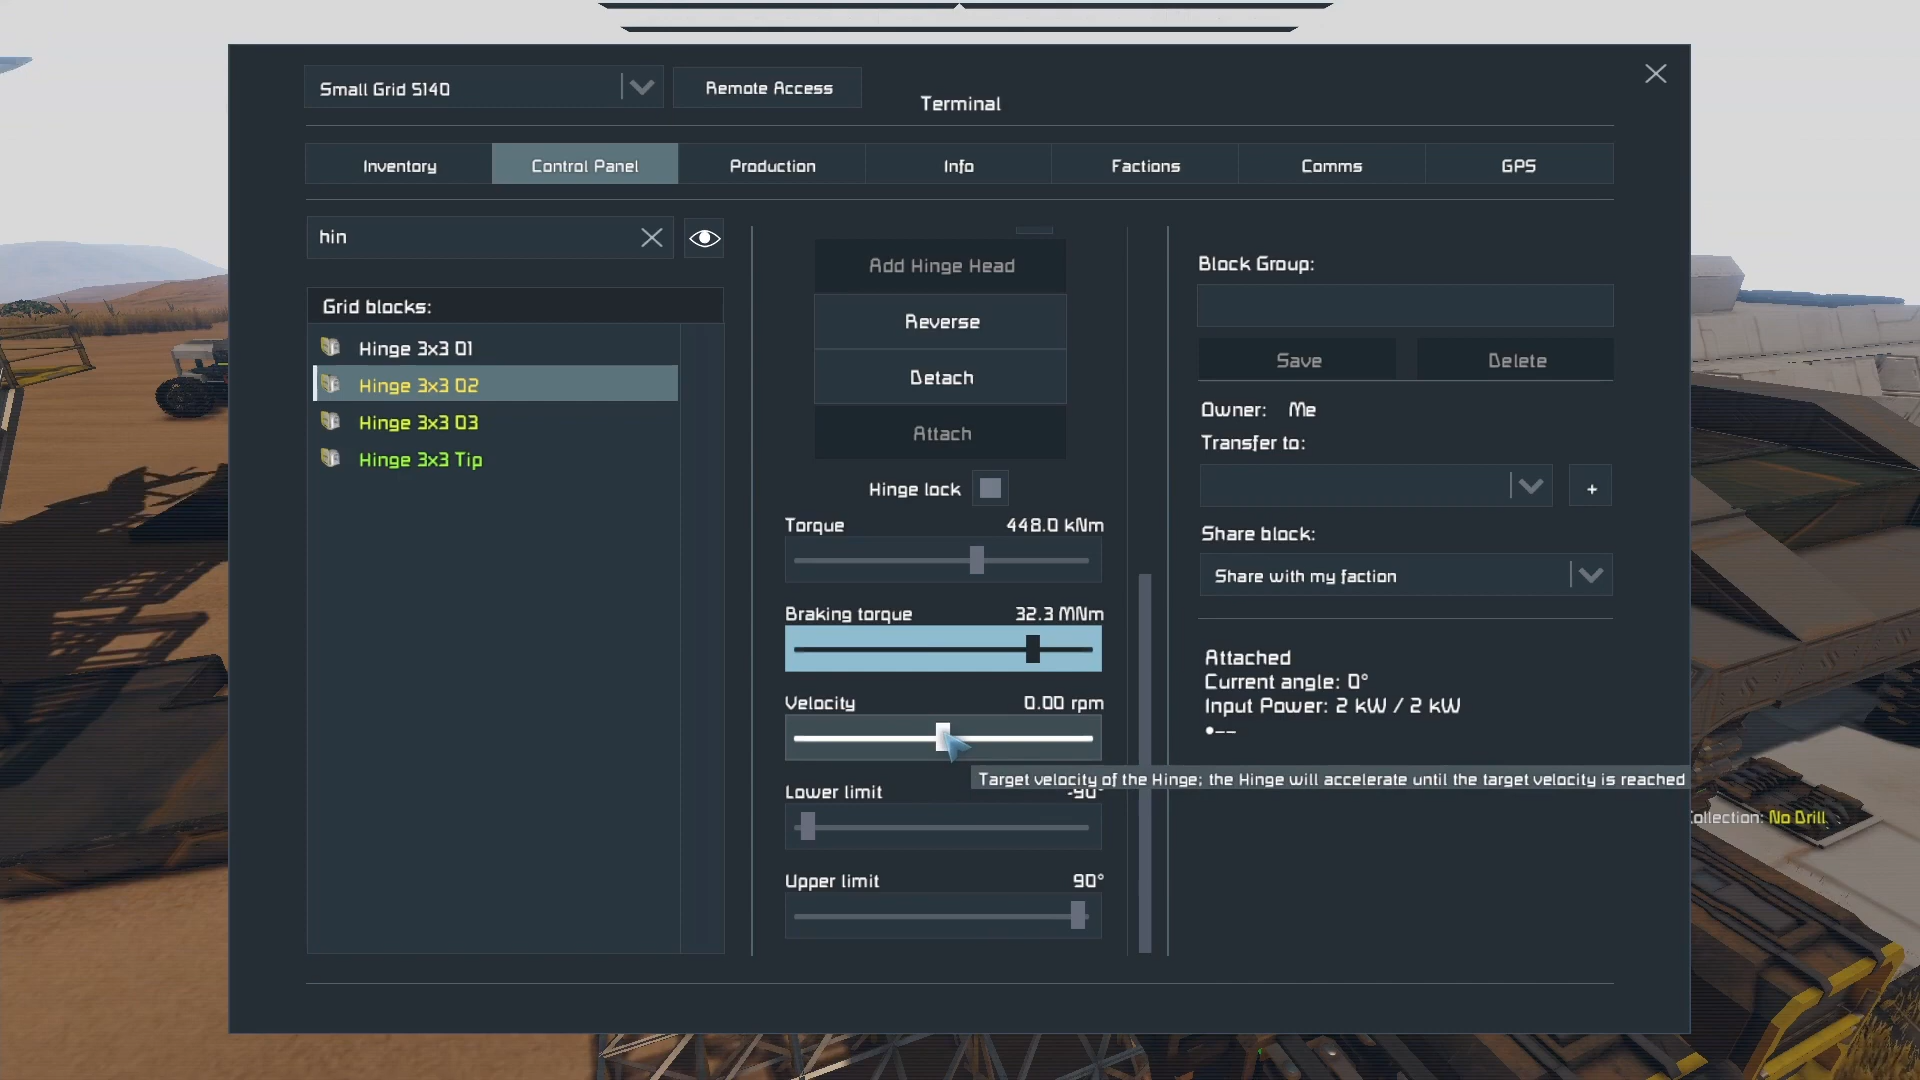 Small Grid 5140
Remote Access
Terminal
Inventory
Control Panel
Production
Info
Factions
Comms
GPS
hin
Grid blocks:
Hinge 3x3 01
Hinge 3x3 02
Hinge 3x3 03
Hinge 3x3 Tip
Add Hinge Head
Reverse
Detach
Attach
Hinge lock
Torque 448.0 kNm
Braking torque 32.3 MNm
Velocity 0.00 rpm
Target velocity of the Hinge; the Hinge will accelerate until the target velocity is reached
Lower limit -90°
Upper limit 90°
Block Group:
Save
Delete
Owner: Me
Transfer to:
+
Share block:
Share with my faction
Attached
Current angle: 0°
Input Power: 2 kW / 2 kW
•--
Collection: No Drill